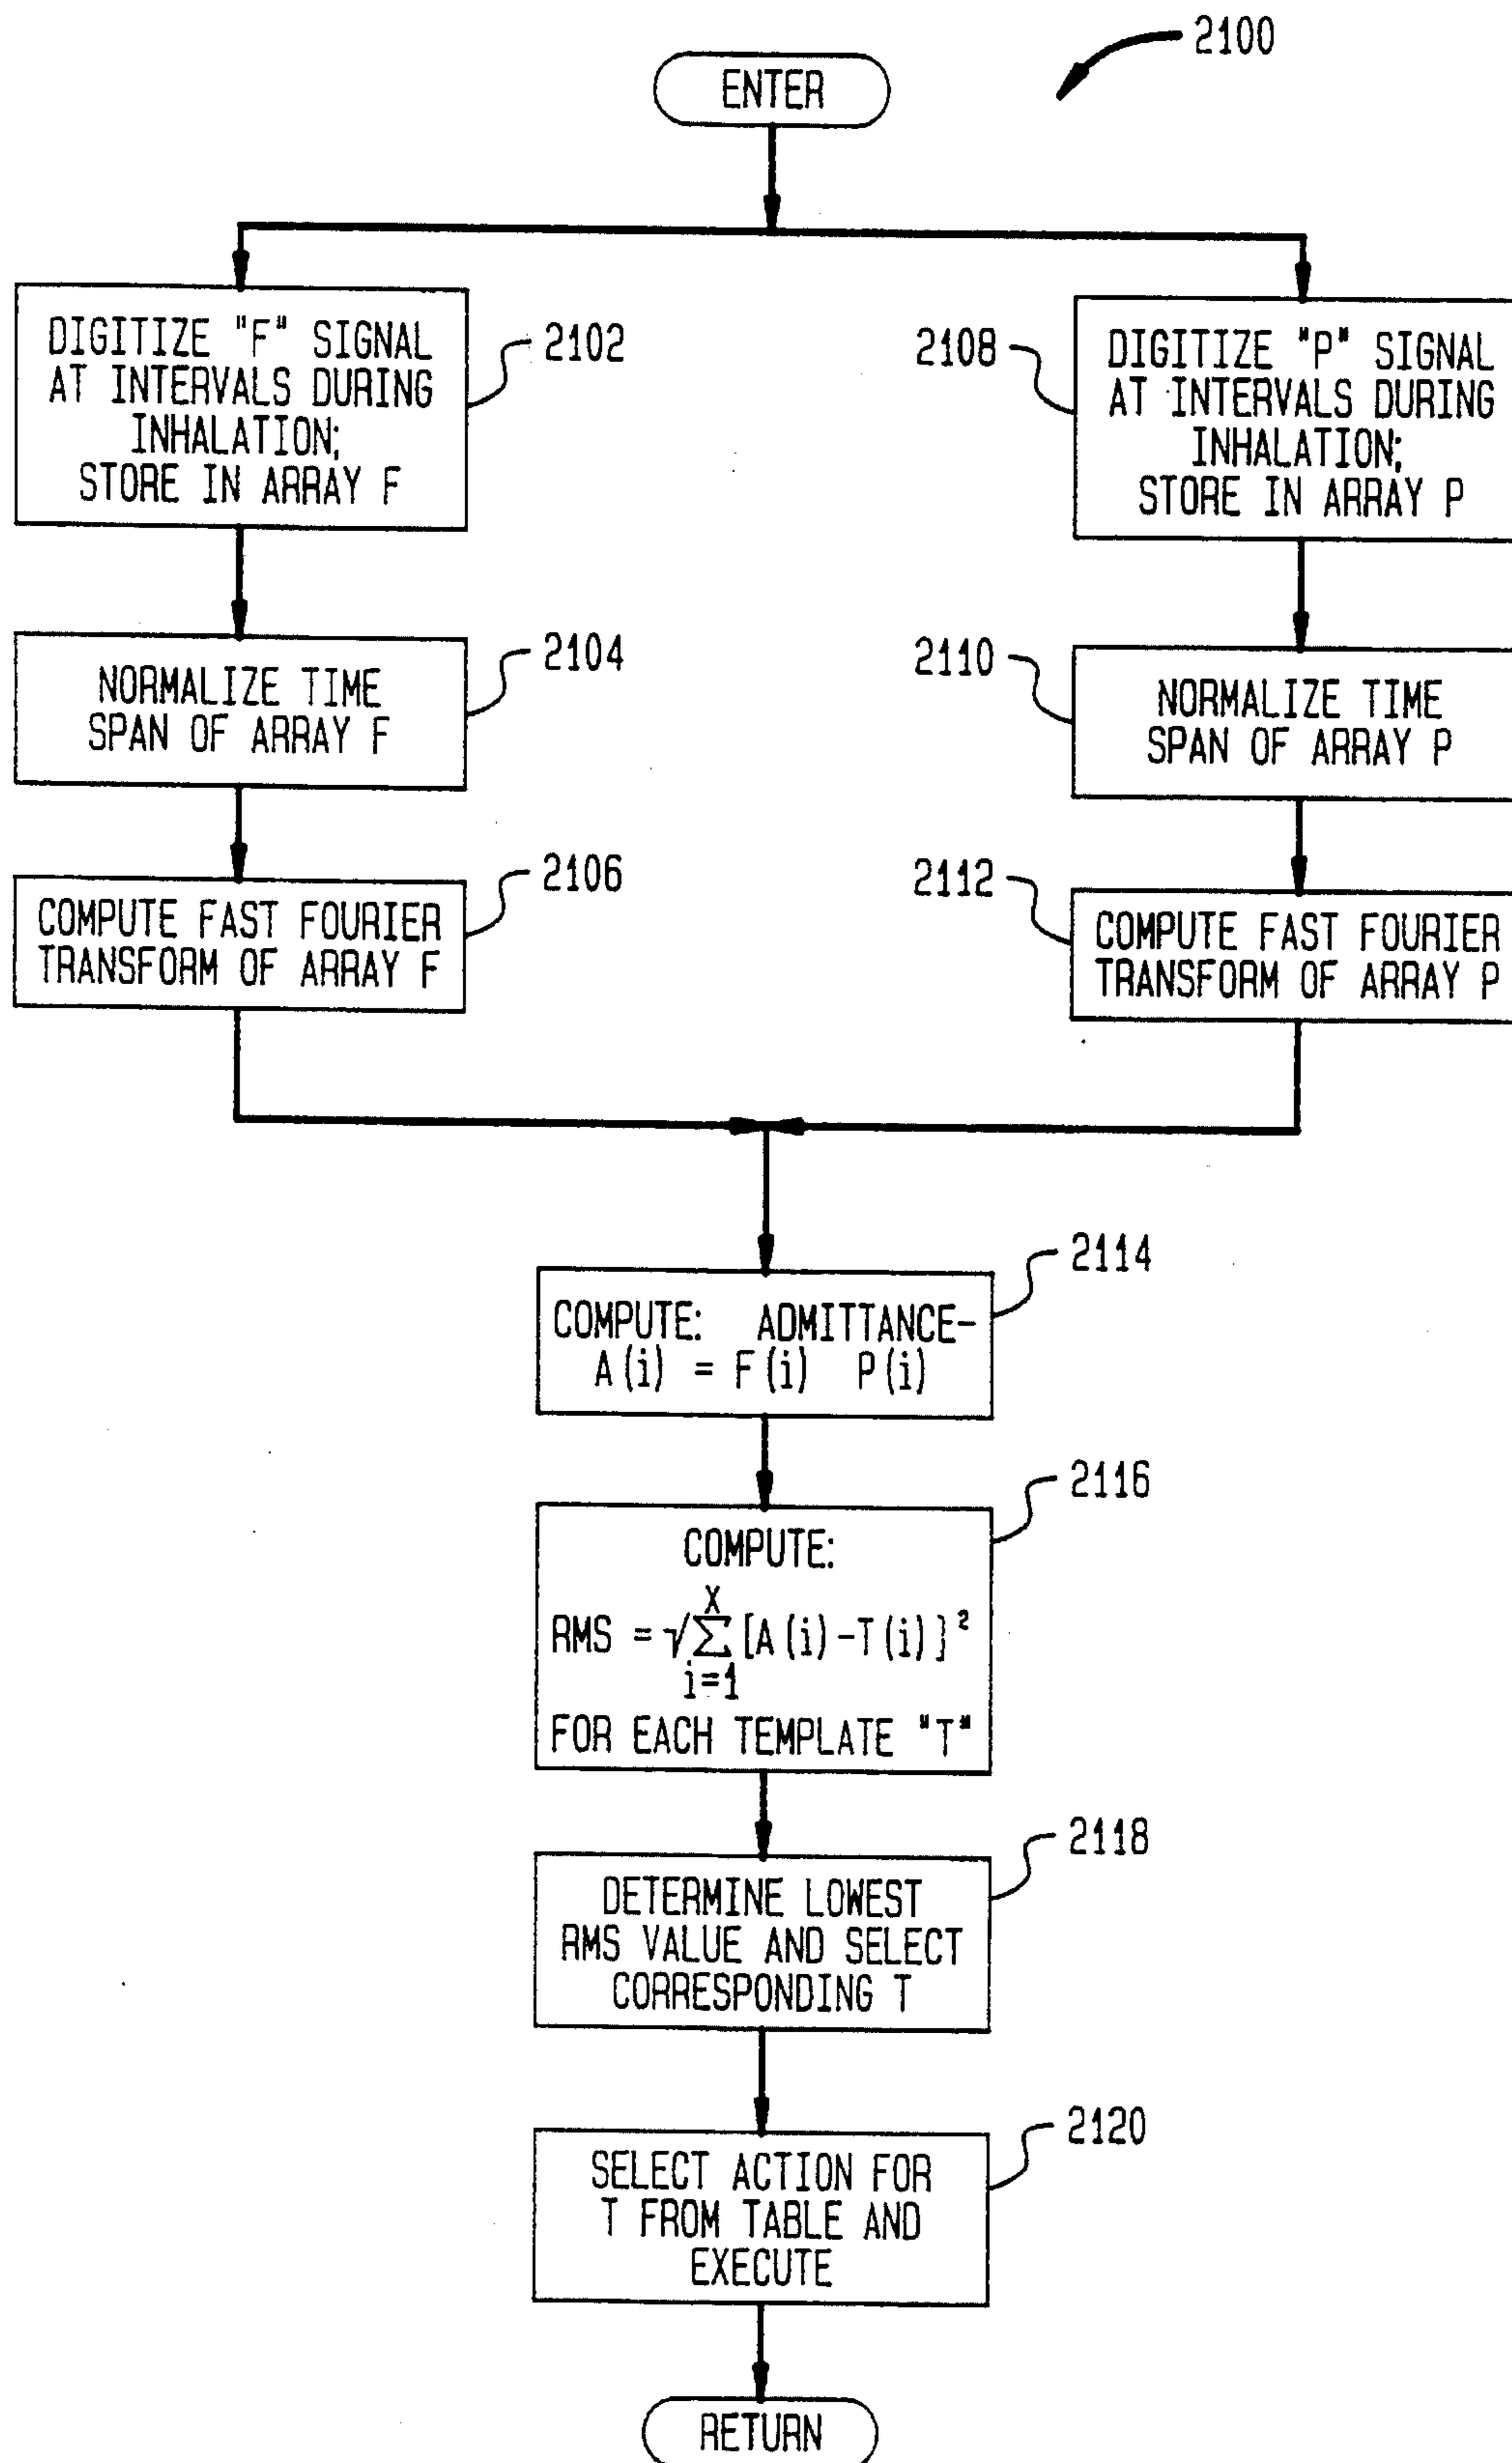 2100
ENTER
DIGITIZE "F" SIGNAL
AT INTERVALS DURING
INHALATION;
STORE IN ARRAY F
2102
NORMALIZE TIME
SPAN OF ARRAY F
2104
COMPUTE FAST FOURIER
TRANSFORM OF ARRAY F
2106
2108
DIGITIZE "P" SIGNAL
AT INTERVALS DURING
INHALATION;
STORE IN ARRAY P
2110
NORMALIZE TIME
SPAN OF ARRAY P
2112
COMPUTE FAST FOURIER
TRANSFORM OF ARRAY P
2114
COMPUTE: ADMITTANCE-
A(i) = F(i) P(i)
2116
COMPUTE:
X
RMS = √∑ [A(i)-T(i)]²
i=1
FOR EACH TEMPLATE "T"
2118
DETERMINE LOWEST
RMS VALUE AND SELECT
CORRESPONDING T
2120
SELECT ACTION FOR
T FROM TABLE AND
EXECUTE
RETURN